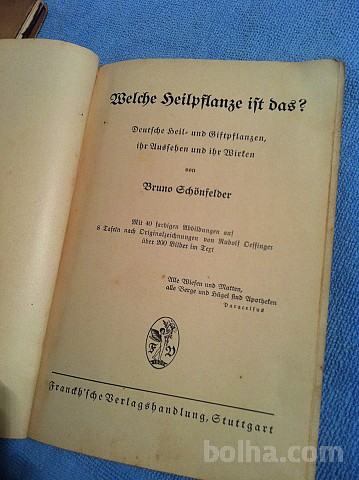 Welche Heilpflanze ist das?
Deutsche Heil- und Giftpflanzen,
ihr Aussehen und ihr Wirken
von
Bruno Schönfelder
Mit 40 farbigen Abbildungen auf
8 Tafeln nach Originalzeichnungen von Rudolf Oeffinger
über 200 Bilder im Text
Alle Wiesen und Matten,
alle Berge und Hügel sind Apotheken
Paracelsus
F V
Franckh'sche Verlagshandlung, Stuttgart
bolha.com